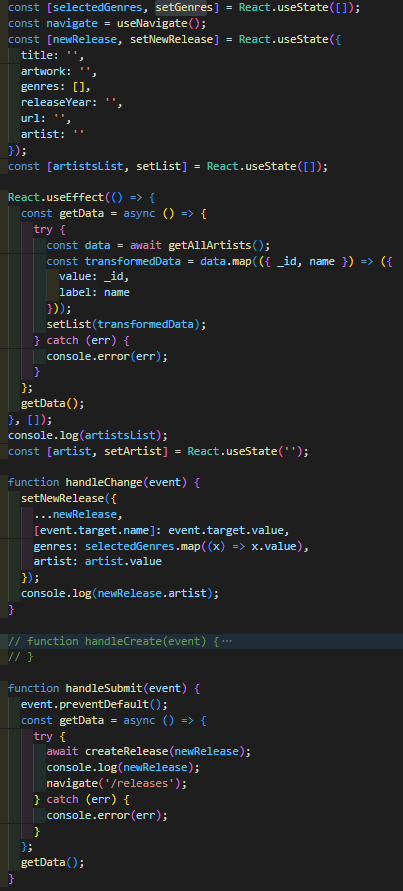 const [selectedGenres, setGenres] = React.useState([]);
const navigate = useNavigate();
const [newRelease, setNewRelease] = React.useState({
  title: '',
  artwork: '',
  genres: [],
  releaseYear: '',
  url: '',
  artist: ''
});
const [artistsList, setList] = React.useState([]);

React.useEffect(() => {
  const getData = async () => {
    try {
      const data = await getAllArtists();
      const transformedData = data.map(({ _id, name }) => ({
        value: _id,
        label: name
      }));
      setList(transformedData);
    } catch (err) {
      console.error(err);
    }
  };
  getData();
}, []);
console.log(artistsList);
const [artist, setArtist] = React.useState('');

function handleChange(event) {
  setNewRelease({
    ...newRelease,
    [event.target.name]: event.target.value,
    genres: selectedGenres.map((x) => x.value),
    artist: artist.value
  });
  console.log(newRelease.artist);
}

// function handleCreate(event) {⋯
// }

function handleSubmit(event) {
  event.preventDefault();
  const getData = async () => {
    try {
      await createRelease(newRelease);
      console.log(newRelease);
      navigate('/releases');
    } catch (err) {
      console.error(err);
    }
  };
  getData();
}